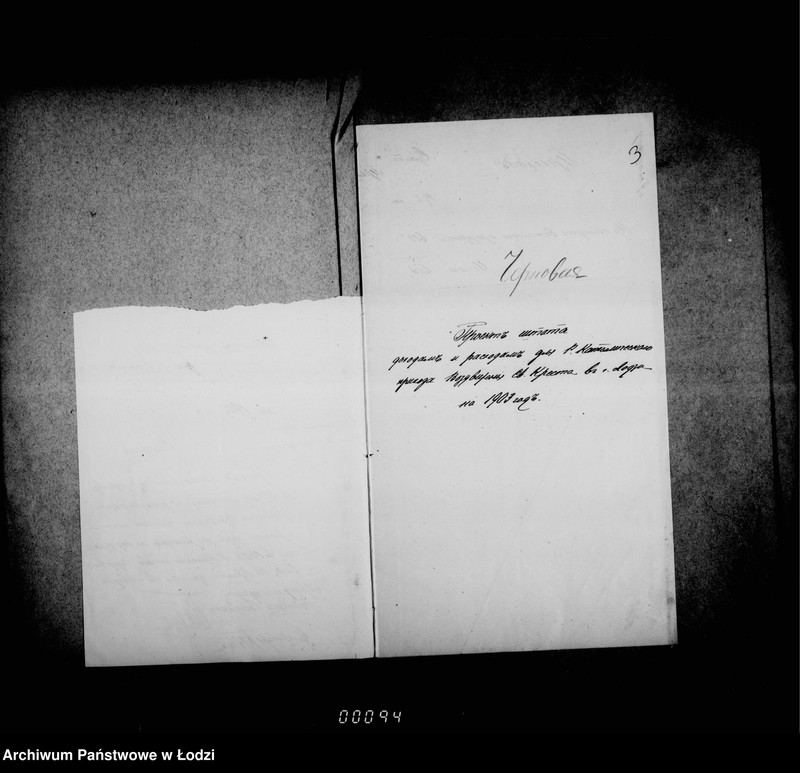 3
Черновая
Проектъ штата
доходамъ и расходамъ для Р. Католического
прихода Воздвиженія Св. Креста въ г. Лодзи
на 1903 годъ.
00094
Archiwum Państwowe w Łodzi